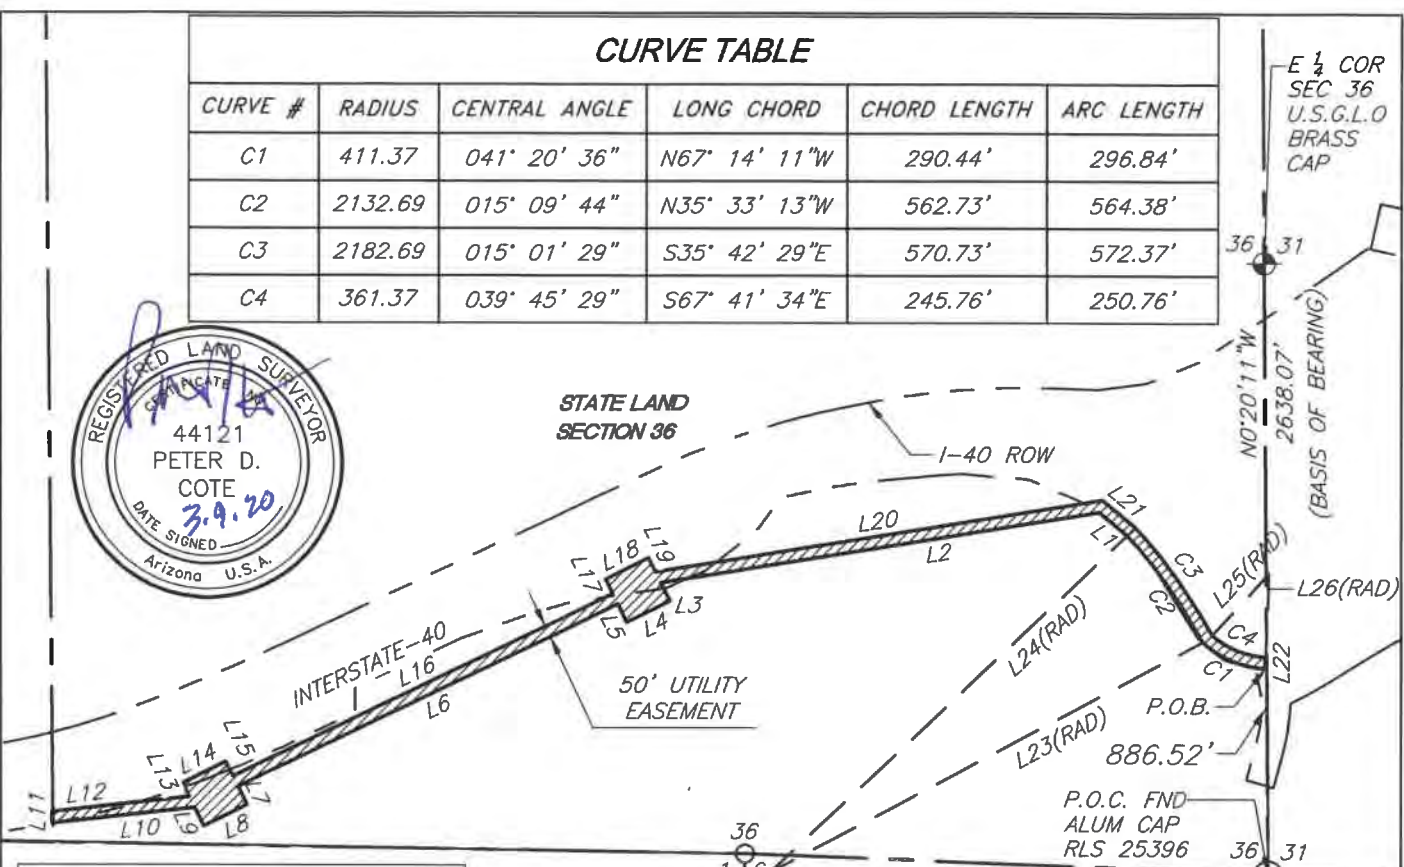 CURVE TABLE
CURVE # RADIUS CENTRAL ANGLE LONG CHORD CHORD LENGTH ARC LENGTH
C1 411.37 041° 20' 36" N67° 14' 11"W 290.44' 296.84'
C2 2132.69 015° 09' 44" N35° 33' 13"W 562.73' 564.38'
C3 2182.69 015° 01' 29" S35° 42' 29"E 570.73' 572.37'
C4 361.37 039° 45' 29" S67° 41' 34"E 245.76' 250.76'
E 1/4 COR
SEC 36
U.S.G.L.O
BRASS
CAP
36 31
N0°20'11"W
2638.07'
(BASIS OF BEARING)
REGISTERED LAND SURVEYOR
CERTIFICATE
44121
PETER D.
COTE
3.9.20
DATE SIGNED
Arizona U.S.A.
STATE LAND
SECTION 36
I-40 ROW
L21
L20
L2
L1
C3
C2
L25(RAD)
L26(RAD)
C4
C1
L22
L19
L18
L17
L3
L4
L5
L24(RAD)
L23(RAD)
INTERSTATE-40
L16
L6
50' UTILITY
EASEMENT
P.O.B.
886.52'
L15
L14
L13
L12
L11
L10
L9
L8
L7
P.O.C. FND
ALUM CAP
RLS 25396
36
36 31